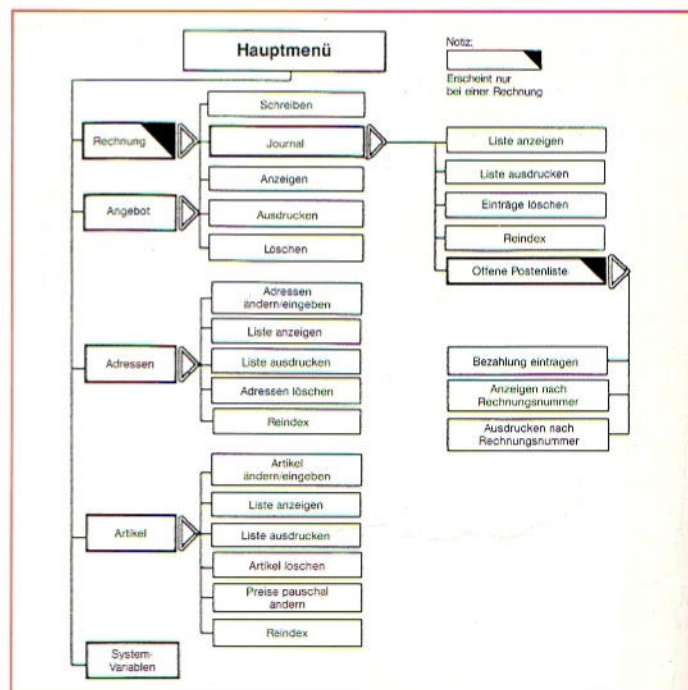 Hauptmenü
Notiz:
Erscheint nur
bei einer Rechnung
Schreiben
Rechnung
Journal
Liste anzeigen
Liste ausdrucken
Anzeigen
Angebot
Ausdrucken
Einträge löschen
Löschen
Reindex
Offene Postenliste
Adressen
ändern/eingeben
Liste anzeigen
Adressen
Liste ausdrucken
Adressen löschen
Reindex
Bezahlung eintragen
Anzeigen nach
Rechnungsnummer
Ausdrucken nach
Rechnungsnummer
Artikel
ändern/eingeben
Liste anzeigen
Artikel
Liste ausdrucken
Artikel löschen
Preise pauschal
ändern
Reindex
System-
Variablen